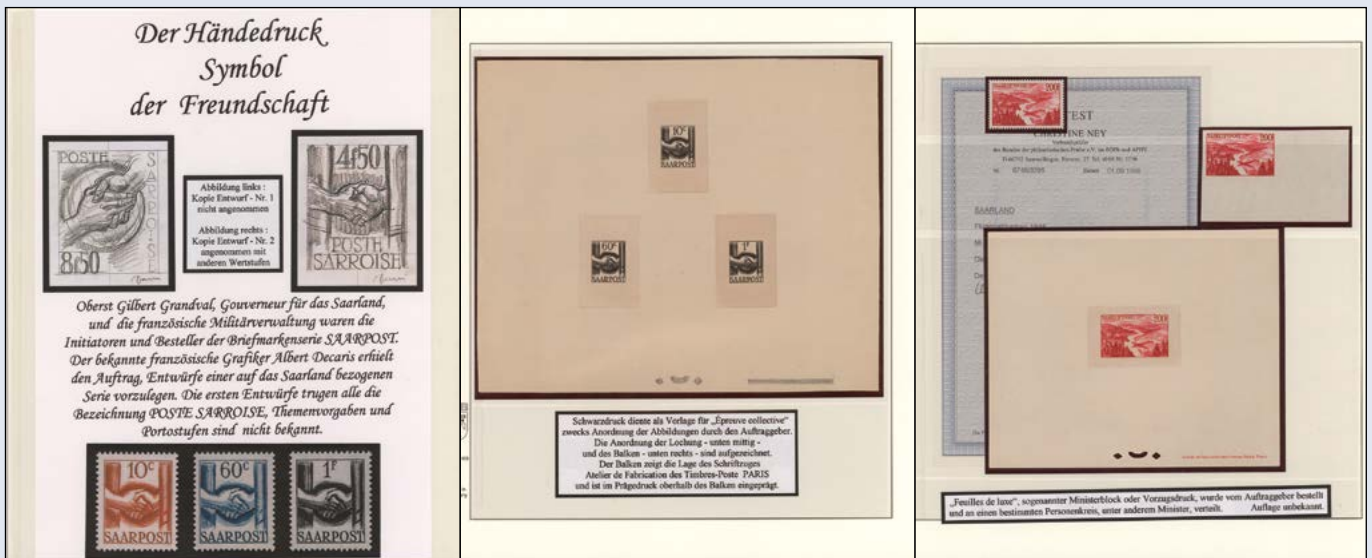 Der Händedruck
Symbol
der Freundschaft
POSTE
SARROISE
8f50
4f50
POSTE
SARROISE
Abbildung links :
Kopie Entwurf - Nr. 1
nicht angenommen
Abbildung rechts :
Kopie Entwurf - Nr. 2
angenommen mit
anderen Wertstufen
Oberst Gilbert Grandval, Gouverneur für das Saarland,
und die französische Militärverwaltung waren die
Initiatoren und Besteller der Briefmarkenserie SAARPOST.
Der bekannte französische Grafiker Albert Decaris erhielt
den Auftrag, Entwürfe einer auf das Saarland bezogenen
Serie vorzulegen. Die ersten Entwürfe trugen alle die
Bezeichnung POSTE SARROISE, Themenvorgaben und
Portostufen sind nicht bekannt.
10c
SAARPOST
60c
SAARPOST
1F
SAARPOST
10c
SAARPOST
60c
SAARPOST
1F
SAARPOST
Schwarzdruck diente als Vorlage für „Épreuve collective"
zwecks Anordnung der Abbildungen durch den Auftraggeber.
Die Anordnung der Lochung - unten mittig -
und des Balken - unten rechts - sind aufgezeichnet.
Der Balken zeigt die Lage des Schriftzuges
Atelier de Fabrication des Timbres-Poste PARIS
und ist im Prägedruck oberhalb des Balken eingeprägt.
200f
TEST
CHRISTINE NEY
SAARLAND
200f
200f
„Feuilles de luxe", sogenannter Ministerblock oder Vorzugsdruck, wurde vom Auftraggeber bestellt
und an einen bestimmten Personenkreis, unter anderem Minister, verteilt. Auflage unbekannt.